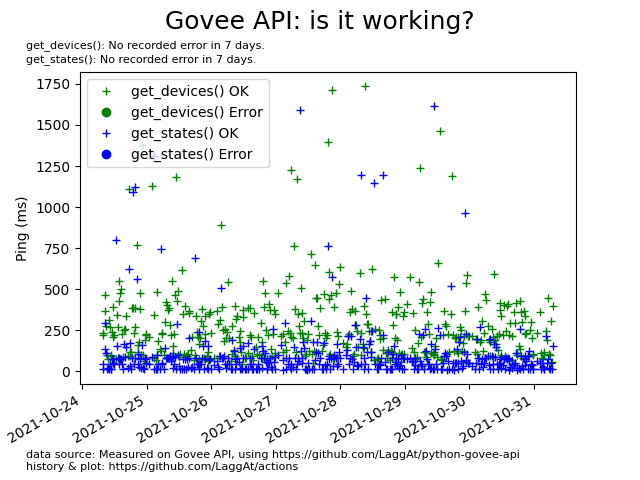 Govee API: is it working?
get_devices(): No recorded error in 7 days.
get_states(): No recorded error in 7 days.
get_devices() OK
get_devices() Error
get_states() OK
get_states() Error
Ping (ms)
1750
1500
1250
1000
750
500
250
0
2021-10-24
2021-10-25
2021-10-26
2021-10-27
2021-10-28
2021-10-29
2021-10-30
2021-10-31
data source: Measured on Govee API, using https://github.com/LaggAt/python-govee-api
history & plot: https://github.com/LaggAt/actions